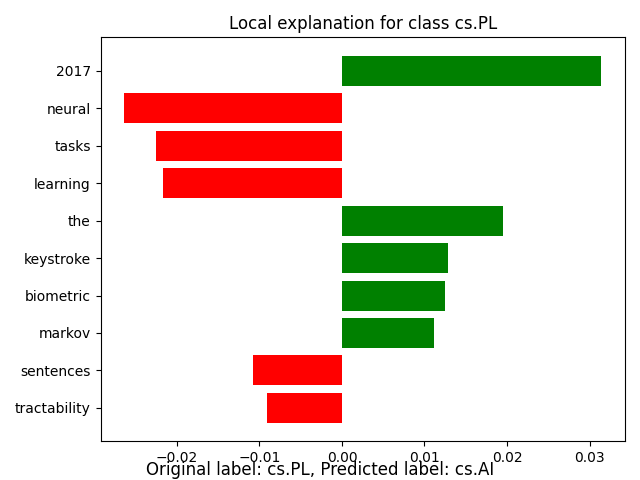 Local explanation for class cs.PL
2017
neural
tasks
learning
the
keystroke
biometric
markov
sentences
tractability
−0.02 −0.01 0.00 0.01 0.02 0.03
Original label: cs.PL, Predicted label: cs.AI